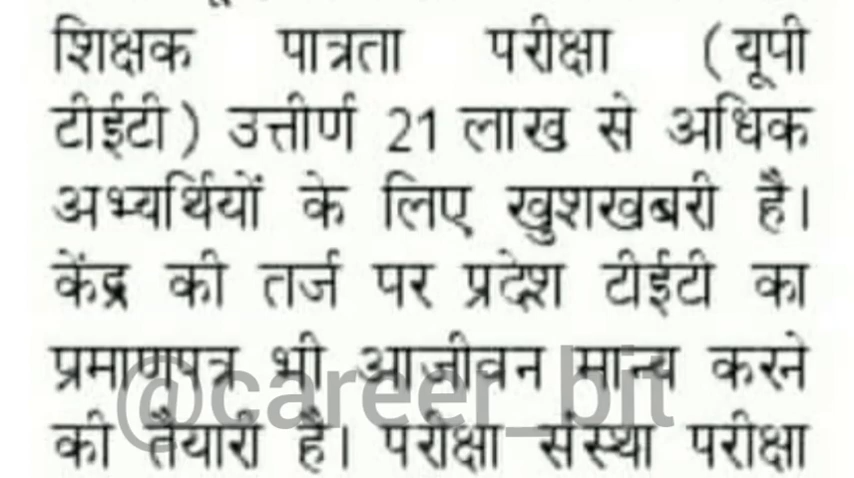 शिक्षक पात्रता परीक्षा (यूपी
टीईटी) उत्तीर्ण 21 लाख से अधिक
अभ्यर्थियों के लिए खुशखबरी है।
केंद्र की तर्ज पर प्रदेश टीईटी का
प्रमाणपत्र भी आजीवन मान्य करने
@career_bit
की तैयारी है। परीक्षा संस्था परीक्षा